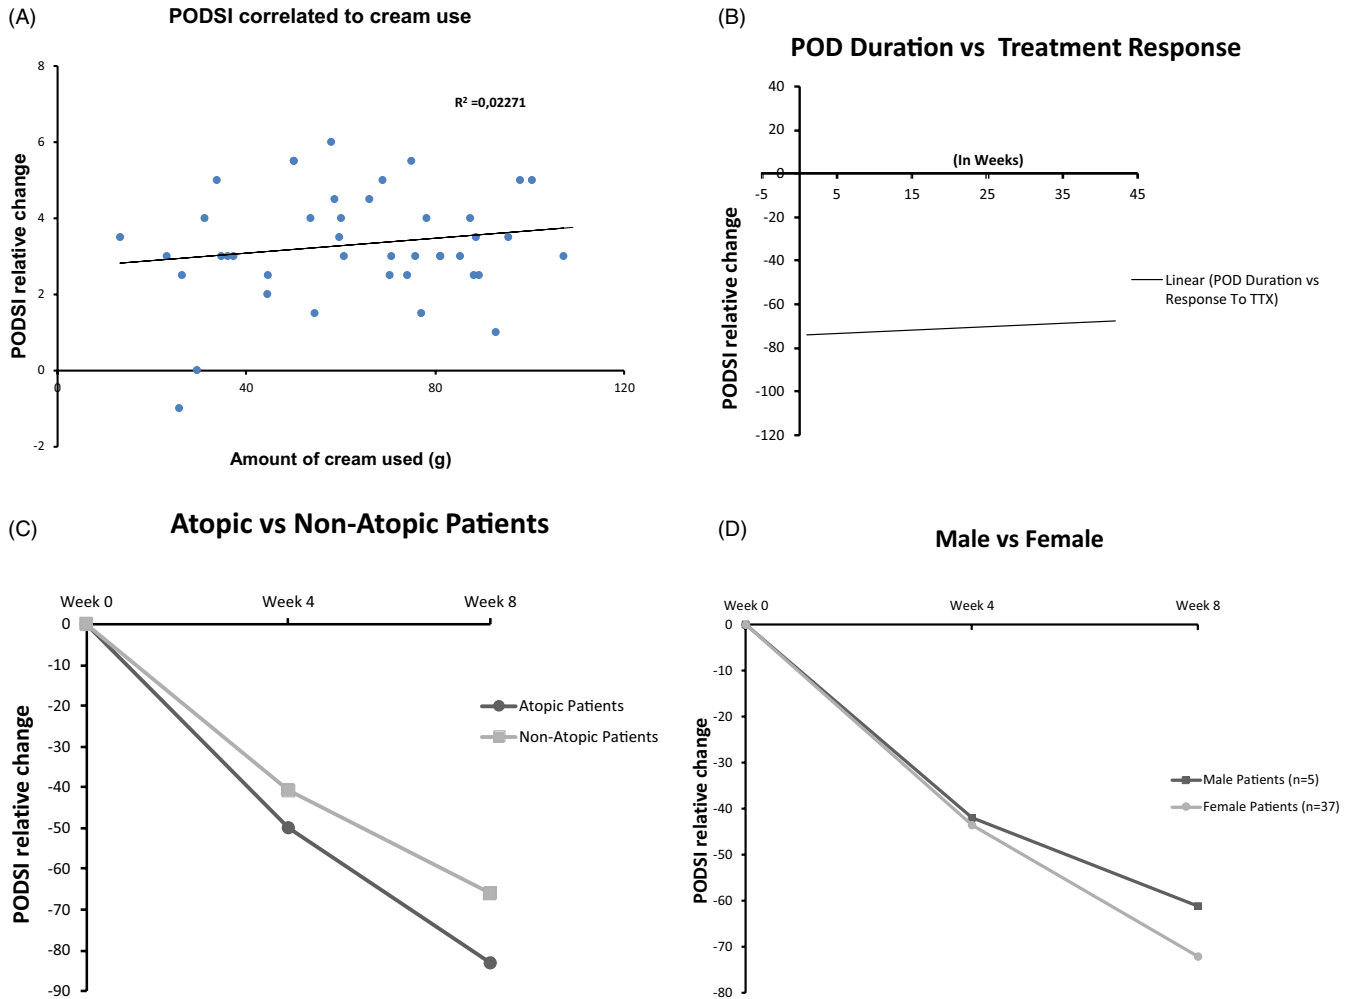 (A)
PODSI correlated to cream use
R² =0,02271
8
6
4
2
0
-2
0
40
80
120
PODSI relative change
Amount of cream used (g)
(B)
POD Duration vs Treatment Response
40
20
0
-20
-40
-60
-80
-100
-120
(In Weeks)
-5
5
15
25
35
45
PODSI relative change
Linear (POD Duration vs
Response To TTX)
(C)
Atopic vs Non-Atopic Patients
Week 0
Week 4
Week 8
0
-10
-20
-30
-40
-50
-60
-70
-80
-90
PODSI relative change
Atopic Patients
Non-Atopic Patients
(D)
Male vs Female
Week 0
Week 4
Week 8
0
-10
-20
-30
-40
-50
-60
-70
-80
PODSI relative change
Male Patients (n=5)
Female Patients (n=37)